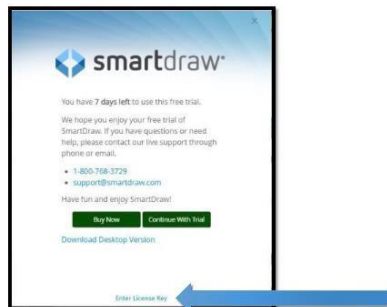 smartdraw
You have 7 days left to use this free trial.
We hope you enjoy your free trial of
SmartDraw. If you have questions or need
help, please contact our live support through
phone or email.
• 1-800-768-3729
• support@smartdraw.com
Have fun and enjoy SmartDraw!
Buy Now Continue With Trial
Download Desktop Version
Enter License Key